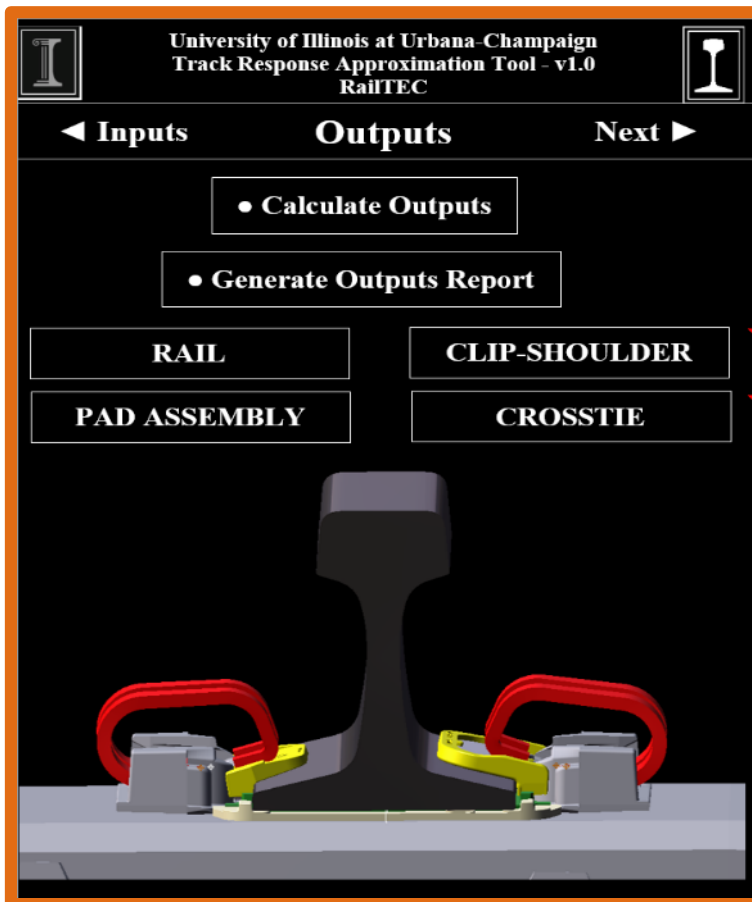 University of Illinois at Urbana-Champaign
Track Response Approximation Tool - v1.0
RailTEC
◄ Inputs
Outputs
Next ►
• Calculate Outputs
• Generate Outputs Report
RAIL
CLIP-SHOULDER
PAD ASSEMBLY
CROSSTIE